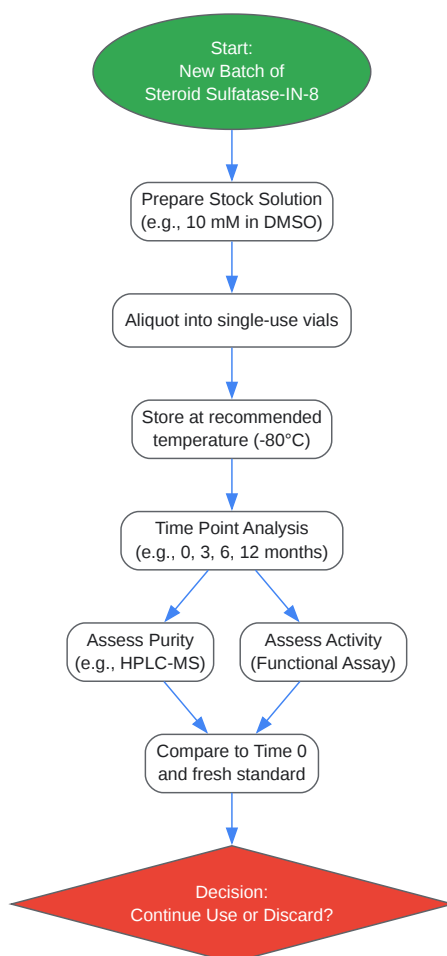 Start:
New Batch of
Steroid Sulfatase-IN-8
Prepare Stock Solution
(e.g., 10 mM in DMSO)
Aliquot into single-use vials
Store at recommended
temperature (-80°C)
Time Point Analysis
(e.g., 0, 3, 6, 12 months)
Assess Purity
(e.g., HPLC-MS)
Assess Activity
(Functional Assay)
Compare to Time 0
and fresh standard
Decision:
Continue Use or Discard?